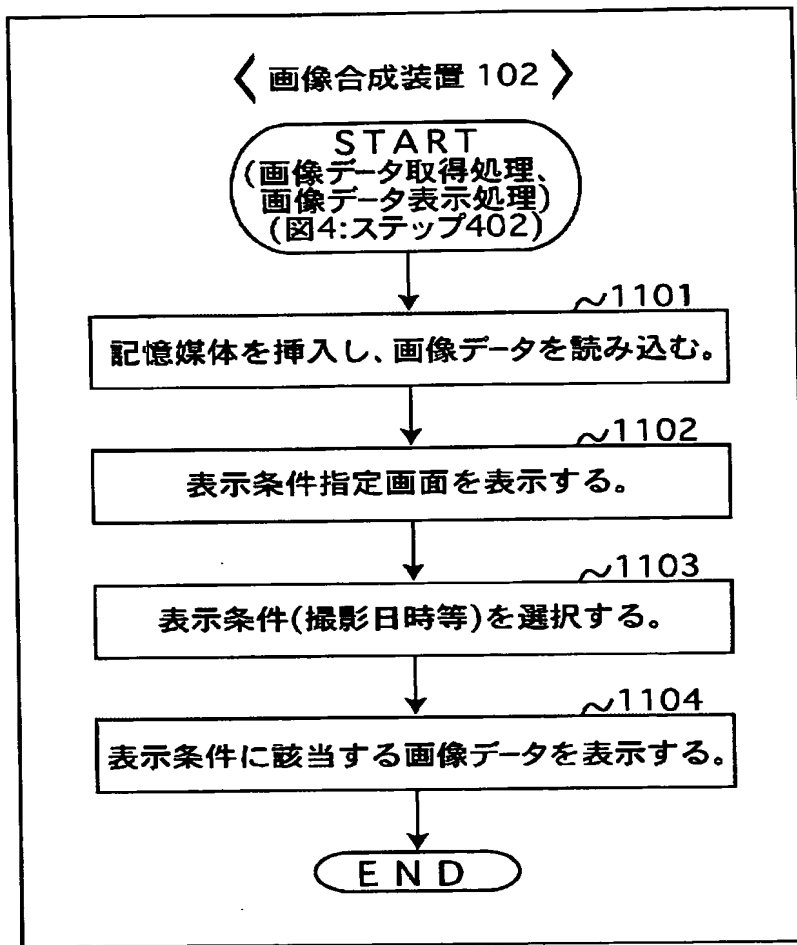 〈画像合成装置 102〉
START
(画像データ取得処理、
画像データ表示処理)
(図4:ステップ402)
～1101
記憶媒体を挿入し、画像データを読み込む。
～1102
表示条件指定画面を表示する。
～1103
表示条件(撮影日時等)を選択する。
～1104
表示条件に該当する画像データを表示する。
END